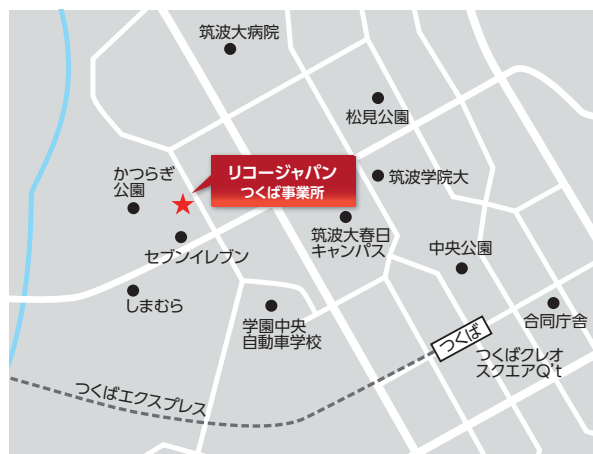 筑波大病院
松見公園
かつらぎ
公園
リコージャパン
つくば事業所
筑波学院大
セブンイレブン
筑波大春日
キャンパス
中央公園
しまむら
学園中央
自動車学校
合同庁舎
つくば
つくばクレオ
スクエアQ't
つくばエクスプレス